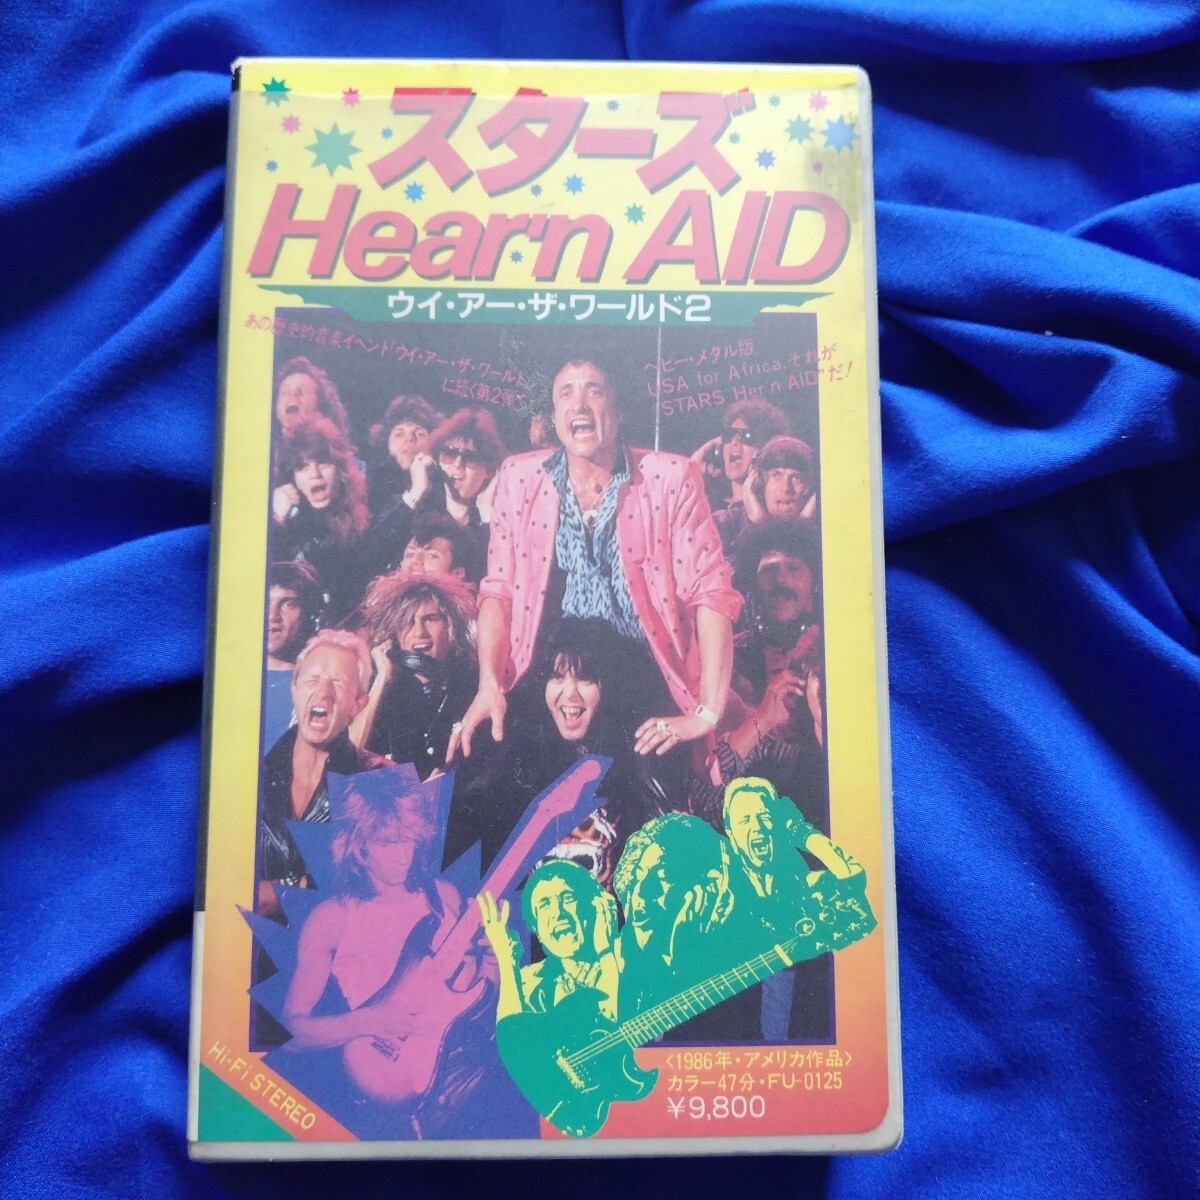 スターズ
Hear'n AID
ウイ・アー・ザ・ワールド2
あの歴史的音楽イベント「ウイ・アー・ザ・ワールド」
に続く第2弾!
ヘビー・メタル版
USA for Africa. それが
STARS Her'n AID"だ!
Hi-Fi STEREO
〈1986年・アメリカ作品〉
カラー47分・FU-0125
¥9,800